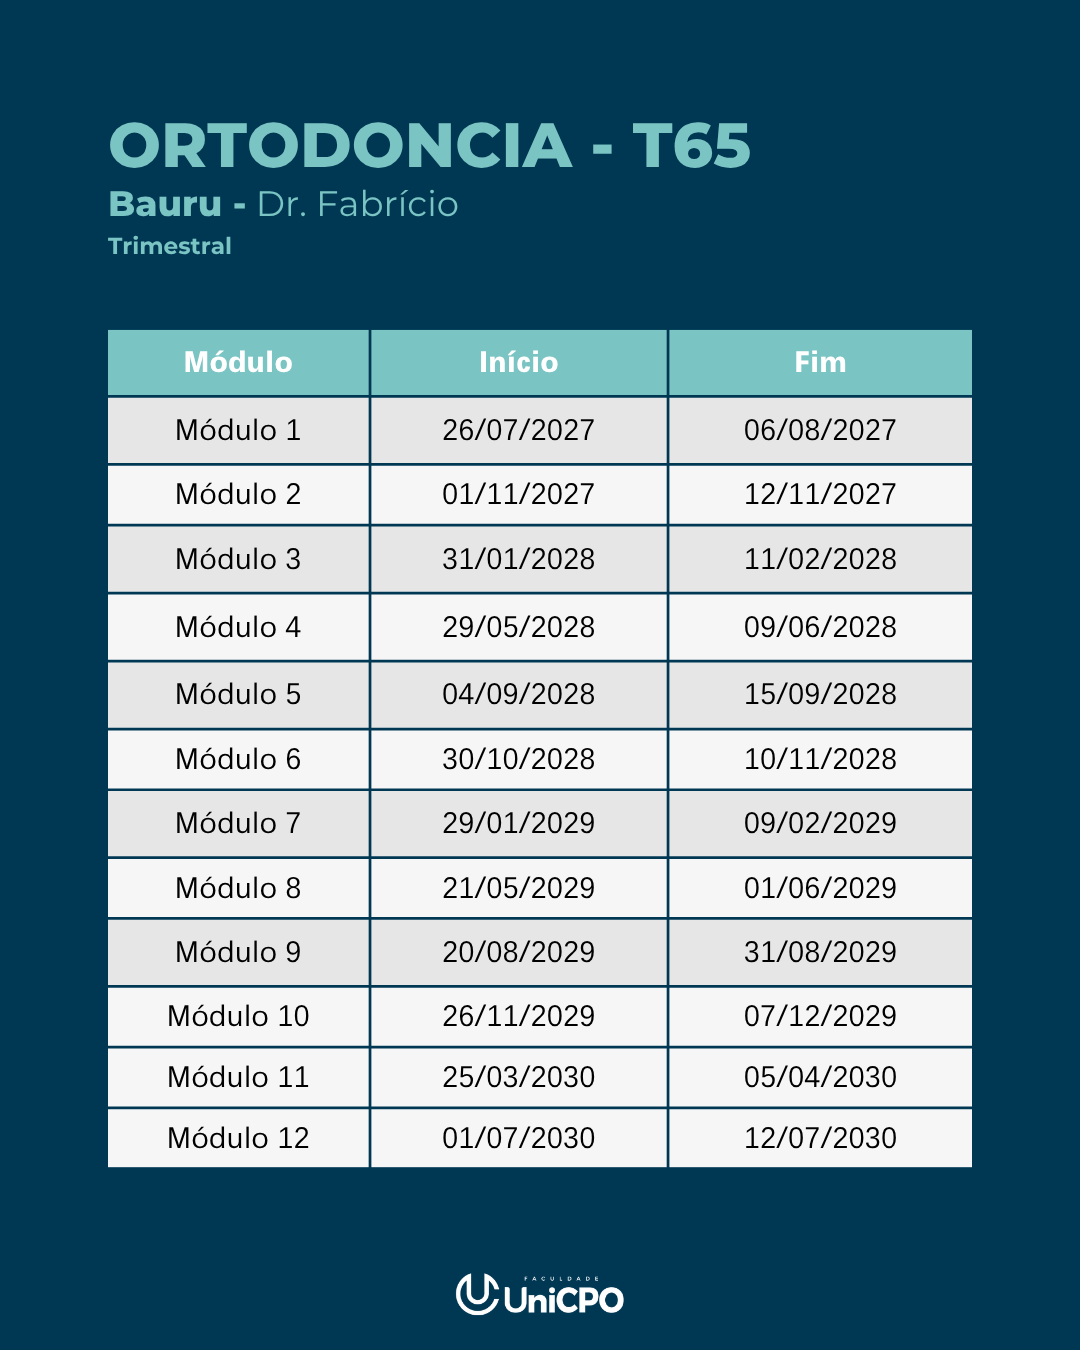 ORTODONCIA - T65
Bauru - Dr. Fabrício
Trimestral
Módulo Início Fim
Módulo 1 26/07/2027 06/08/2027
Módulo 2 01/11/2027 12/11/2027
Módulo 3 31/01/2028 11/02/2028
Módulo 4 29/05/2028 09/06/2028
Módulo 5 04/09/2028 15/09/2028
Módulo 6 30/10/2028 10/11/2028
Módulo 7 29/01/2029 09/02/2029
Módulo 8 21/05/2029 01/06/2029
Módulo 9 20/08/2029 31/08/2029
Módulo 10 26/11/2029 07/12/2029
Módulo 11 25/03/2030 05/04/2030
Módulo 12 01/07/2030 12/07/2030
FACULDADE
UniCPO